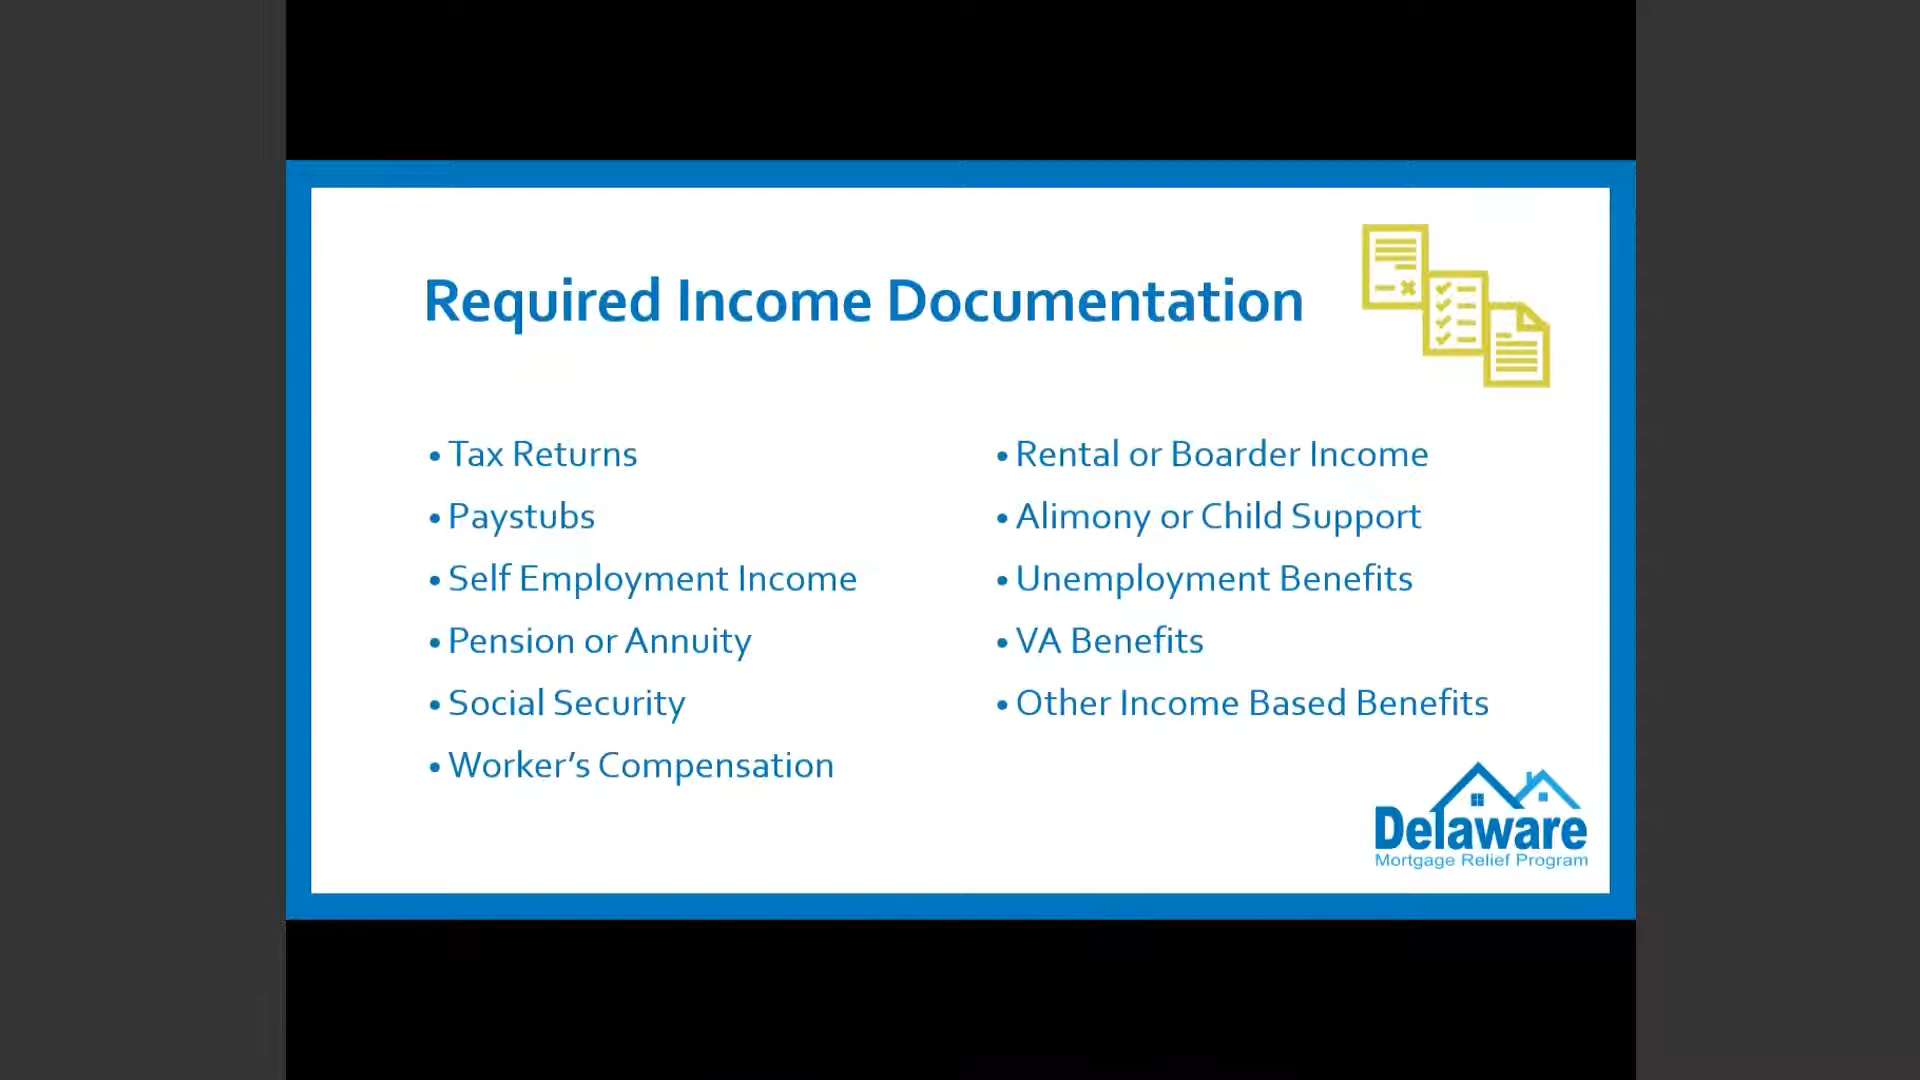 Required Income Documentation
• Tax Returns
• Paystubs
• Self Employment Income
• Pension or Annuity
• Social Security
• Worker’s Compensation
• Rental or Boarder Income
• Alimony or Child Support
• Unemployment Benefits
• VA Benefits
• Other Income Based Benefits
Delaware
Mortgage Relief Program